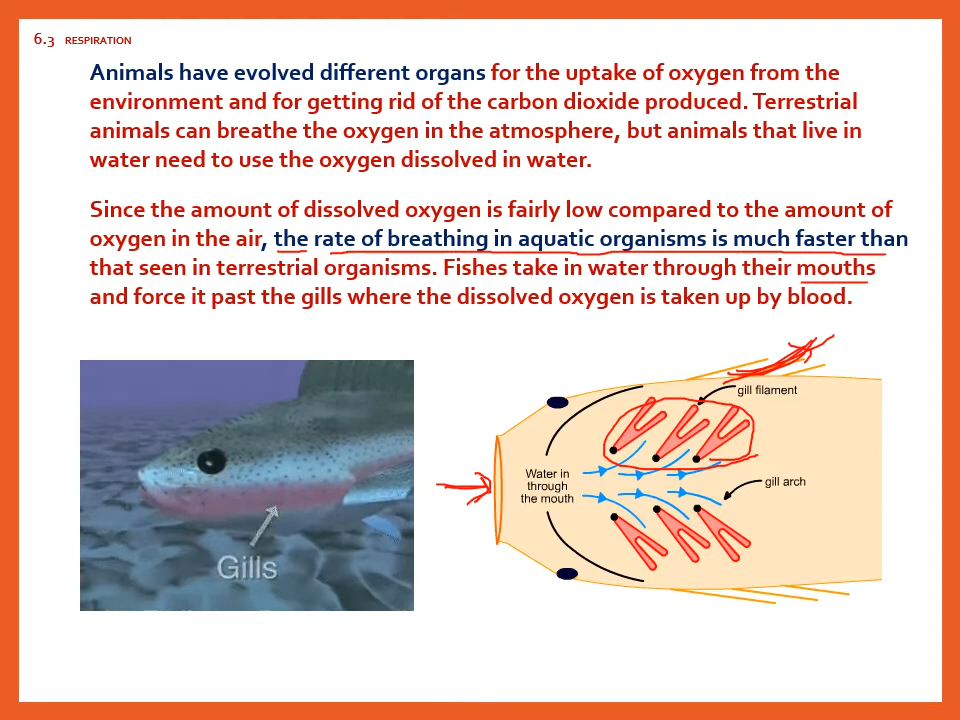 6.3 RESPIRATION
Animals have evolved different organs for the uptake of oxygen from the
environment and for getting rid of the carbon dioxide produced. Terrestrial
animals can breathe the oxygen in the atmosphere, but animals that live in
water need to use the oxygen dissolved in water.
Since the amount of dissolved oxygen is fairly low compared to the amount of
oxygen in the air, the rate of breathing in aquatic organisms is much faster than
that seen in terrestrial organisms. Fishes take in water through their mouths
and force it past the gills where the dissolved oxygen is taken up by blood.
Gills
gill filament
Water in
through
the mouth
gill arch